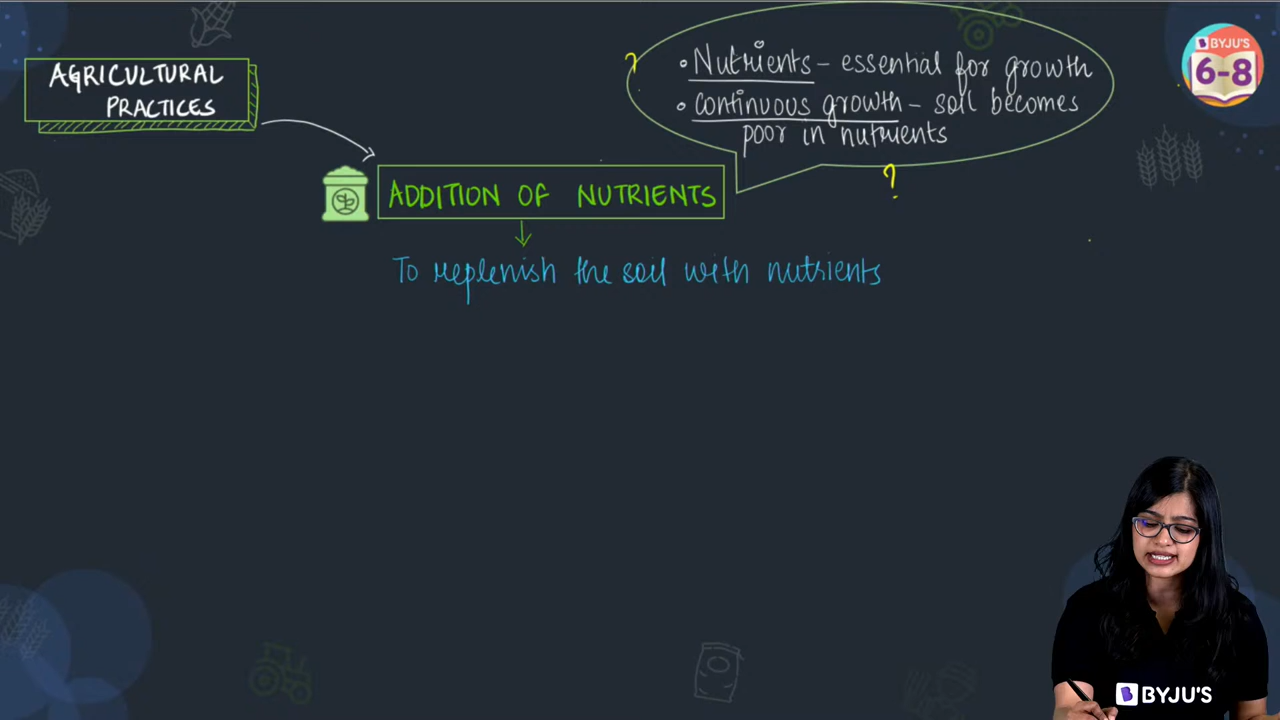 AGRICULTURAL
PRACTICES
?
• Nutrients – essential for growth
• continuous growth – soil becomes
poor in nutrients
BYJU'S
6-8
?
ADDITION OF NUTRIENTS
To replenish the soil with nutrients
BYJU'S